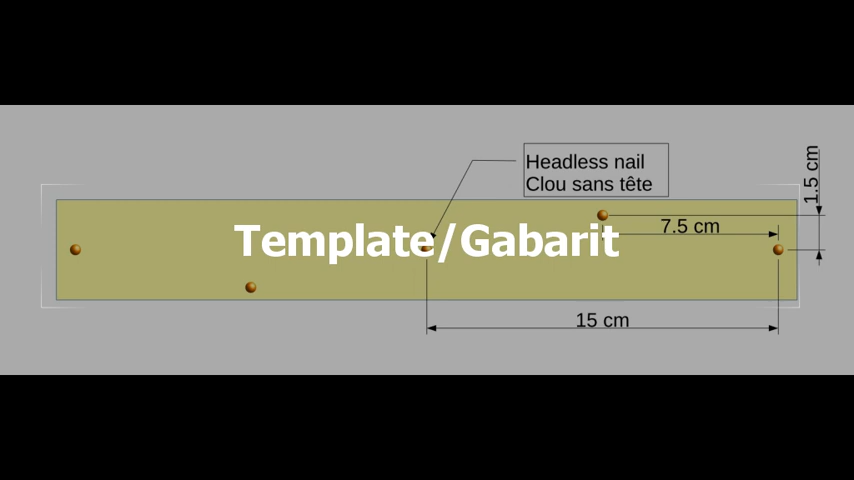 Headless nail
Clou sans tête
1.5 cm
7.5 cm
Template/Gabarit
15 cm